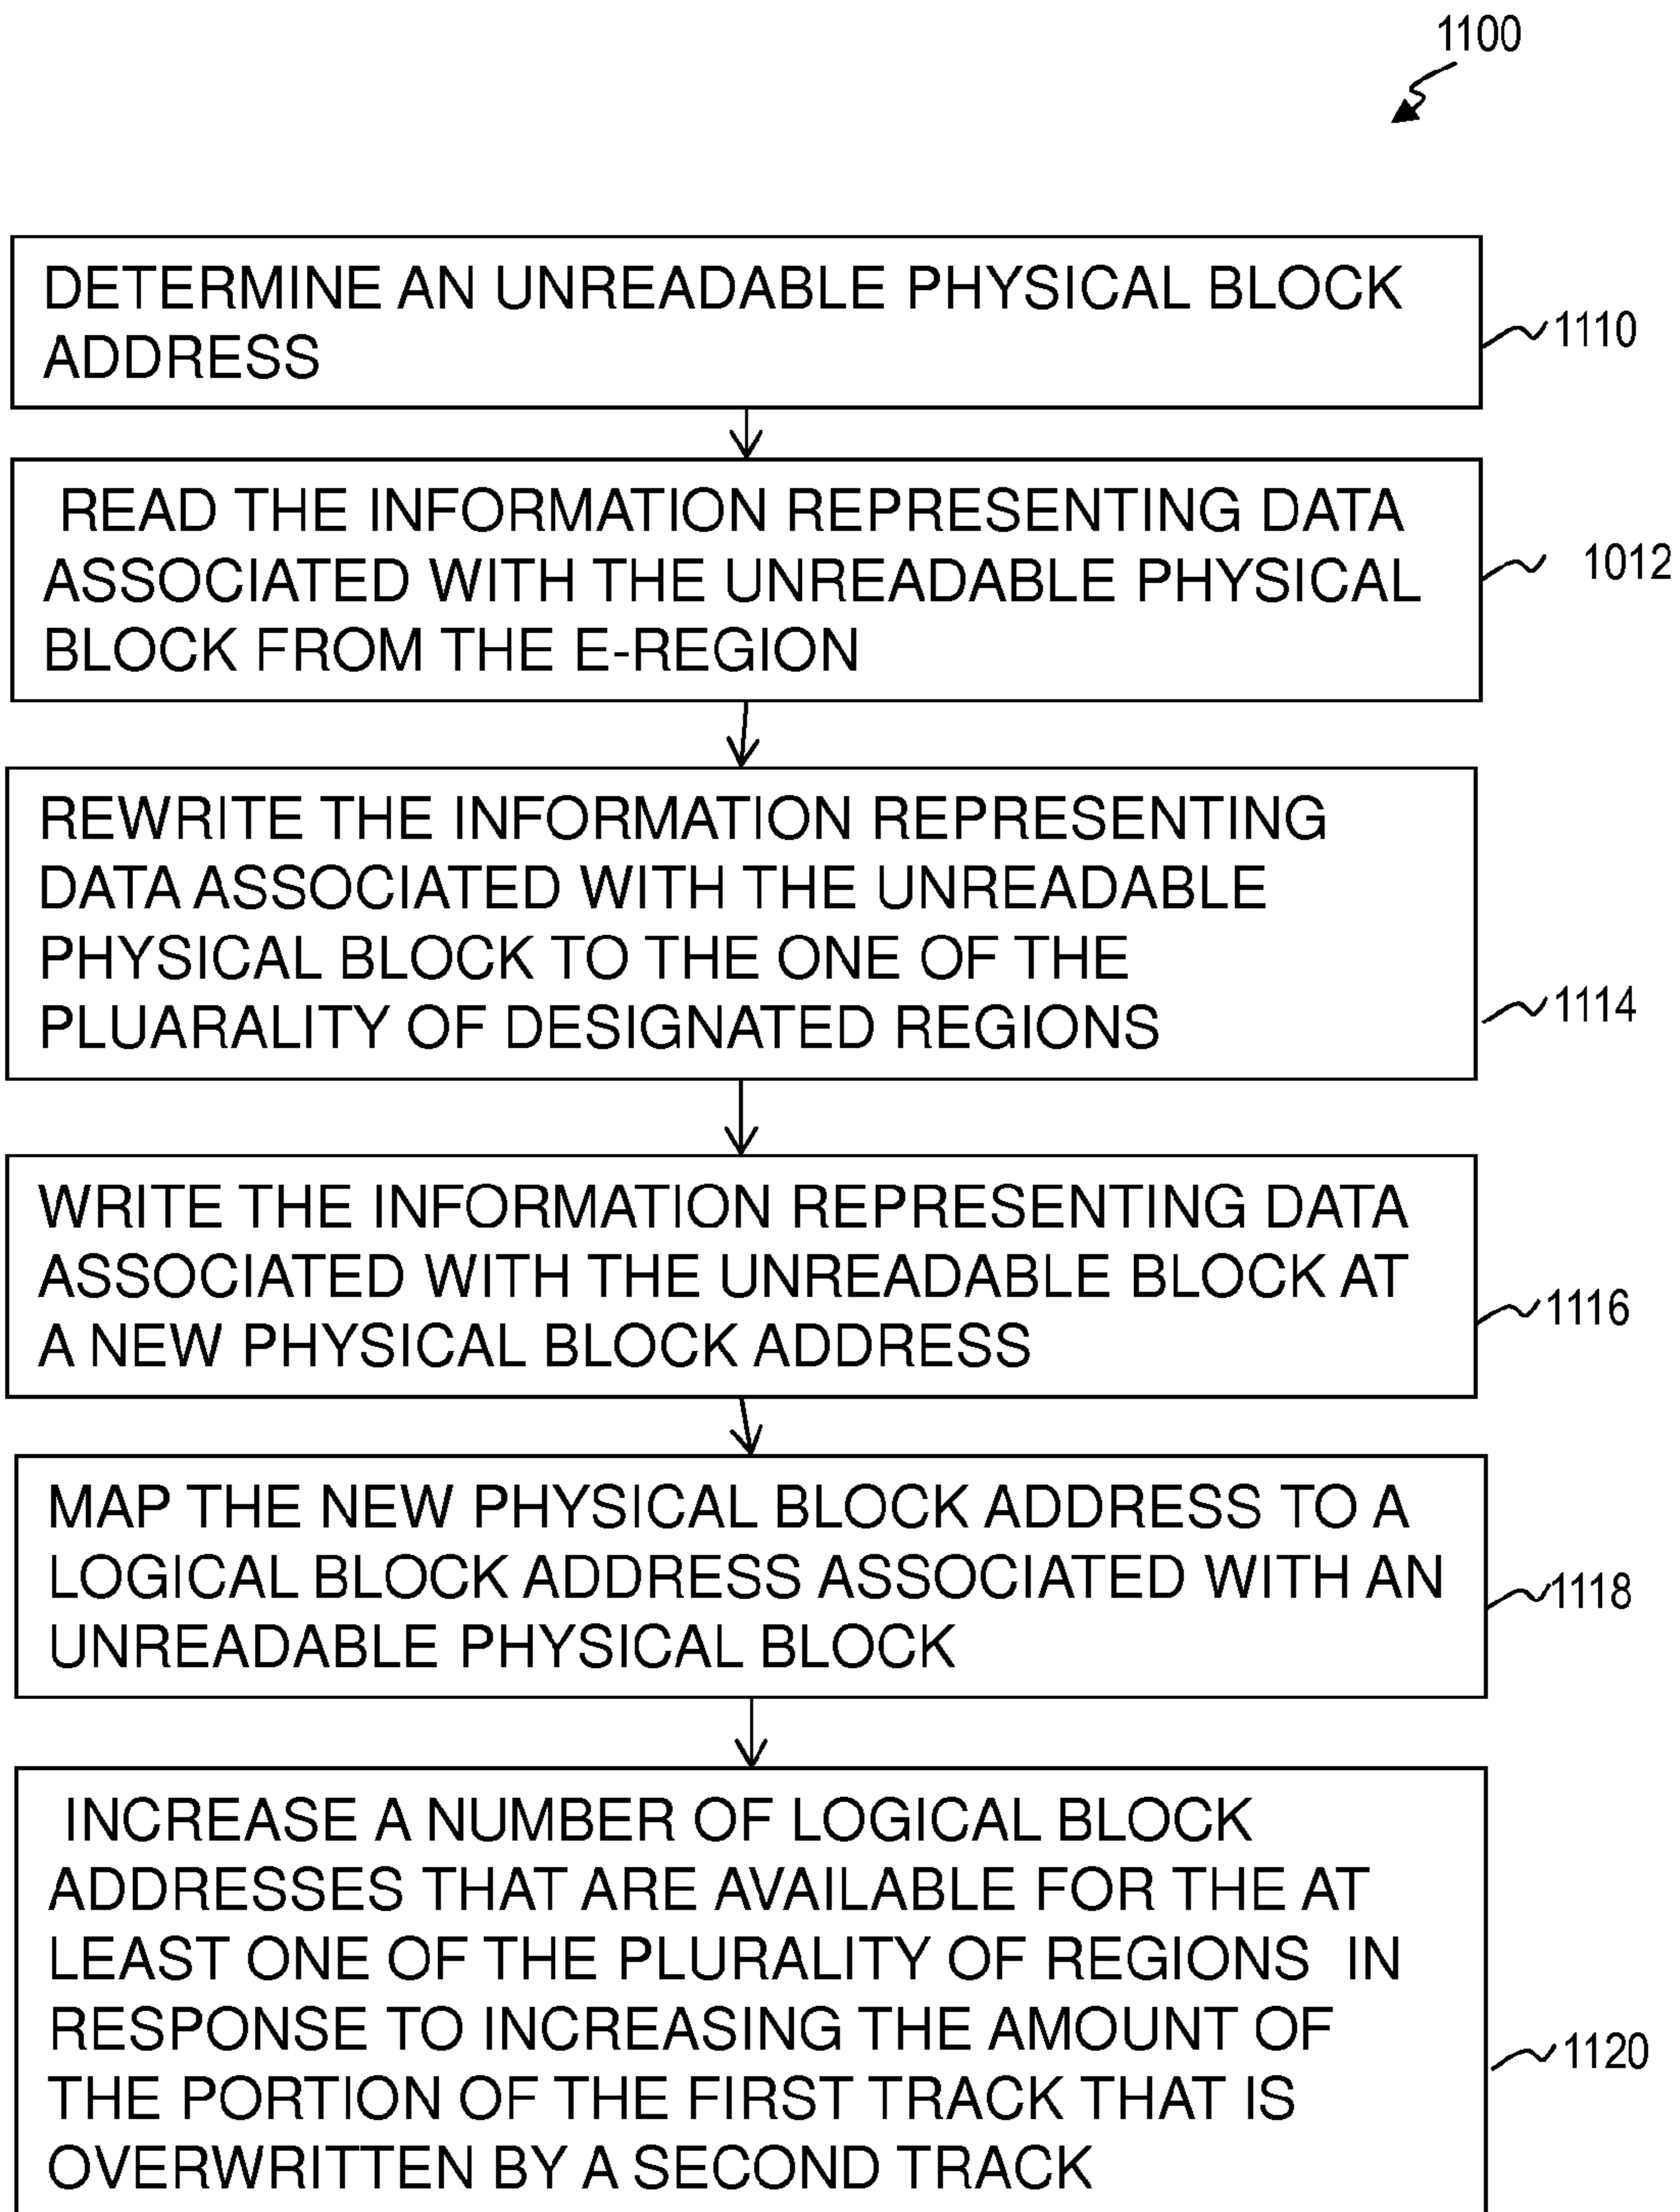 1100
DETERMINE AN UNREADABLE PHYSICAL BLOCK
ADDRESS
1110
READ THE INFORMATION REPRESENTING DATA
ASSOCIATED WITH THE UNREADABLE PHYSICAL
BLOCK FROM THE E-REGION
1012
REWRITE THE INFORMATION REPRESENTING
DATA ASSOCIATED WITH THE UNREADABLE
PHYSICAL BLOCK TO THE ONE OF THE
PLUARALITY OF DESIGNATED REGIONS
1114
WRITE THE INFORMATION REPRESENTING DATA
ASSOCIATED WITH THE UNREADABLE BLOCK AT
A NEW PHYSICAL BLOCK ADDRESS
1116
MAP THE NEW PHYSICAL BLOCK ADDRESS TO A
LOGICAL BLOCK ADDRESS ASSOCIATED WITH AN
UNREADABLE PHYSICAL BLOCK
1118
INCREASE A NUMBER OF LOGICAL BLOCK
ADDRESSES THAT ARE AVAILABLE FOR THE AT
LEAST ONE OF THE PLURALITY OF REGIONS IN
RESPONSE TO INCREASING THE AMOUNT OF
THE PORTION OF THE FIRST TRACK THAT IS
OVERWRITTEN BY A SECOND TRACK
1120